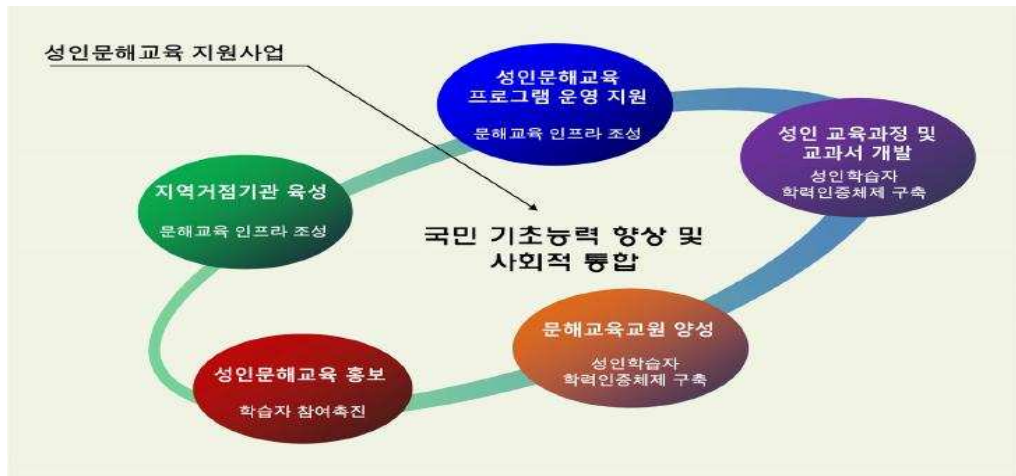 성인문해교육 지원사업
성인문해교육
프로그램 운영 지원
문해교육 인프라 조성
성인 교육과정 및
교과서 개발
성인학습자
학력인증체제 구축
지역거점기관 육성
문해교육 인프라 조성
국민 기초능력 향상 및
사회적 통합
문해교육교원 양성
성인학습자
학력인증체제 구축
성인문해교육 홍보
학습자 참여촉진